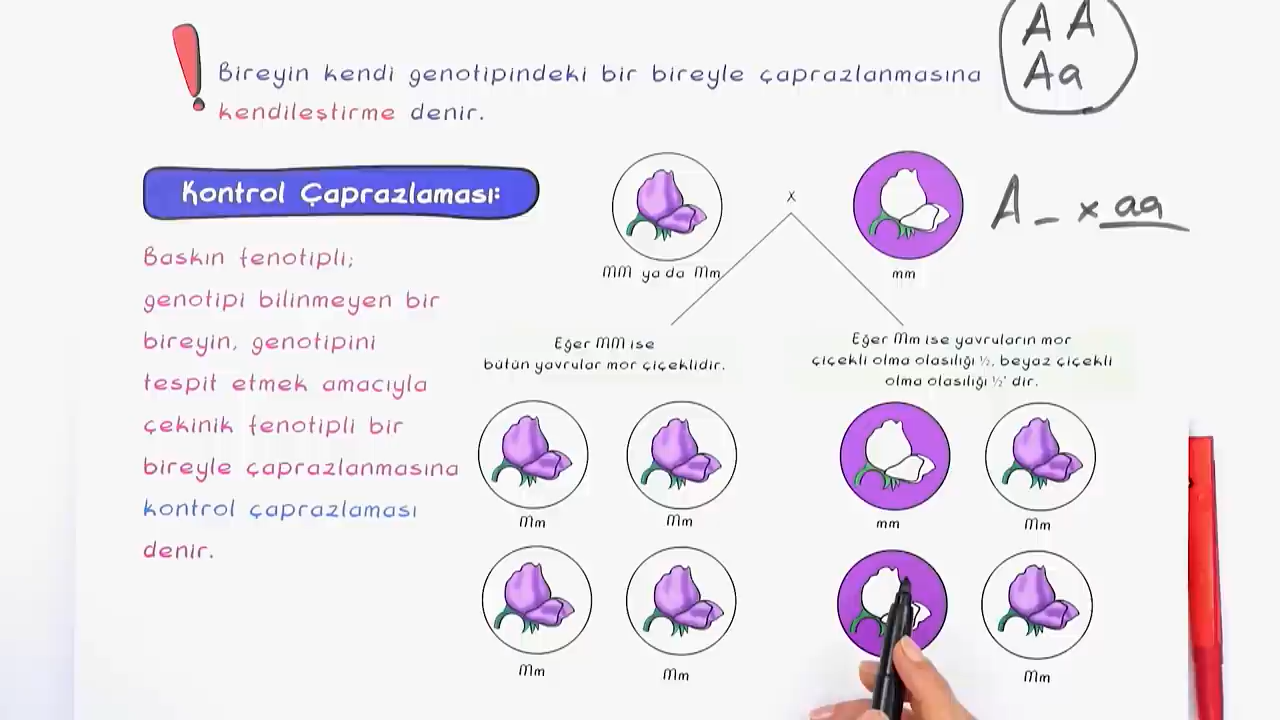 A A
Aa
Bireyin kendi genotipindeki bir bireyle çaprazlanmasına
kendileştirme denir.
Kontrol Çaprazlaması:
Baskın fenotipli;
genotipi bilinmeyen bir
bireyin, genotipini
tespit etmek amacıyla
çekinik fenotipli bir
bireyle çaprazlanmasına
kontrol çaprazlaması
denir.
x
A _ x aa
MM ya da Mm
mm
Eğer MM ise
bütün yavrular mor çiçeklidir.
Eğer Mm ise yavruların mor
çiçekli olma olasılığı ½, beyaz çiçekli
olma olasılığı ½' dir.
Mm
Mm
mm
Mm
Mm
Mm
Mm